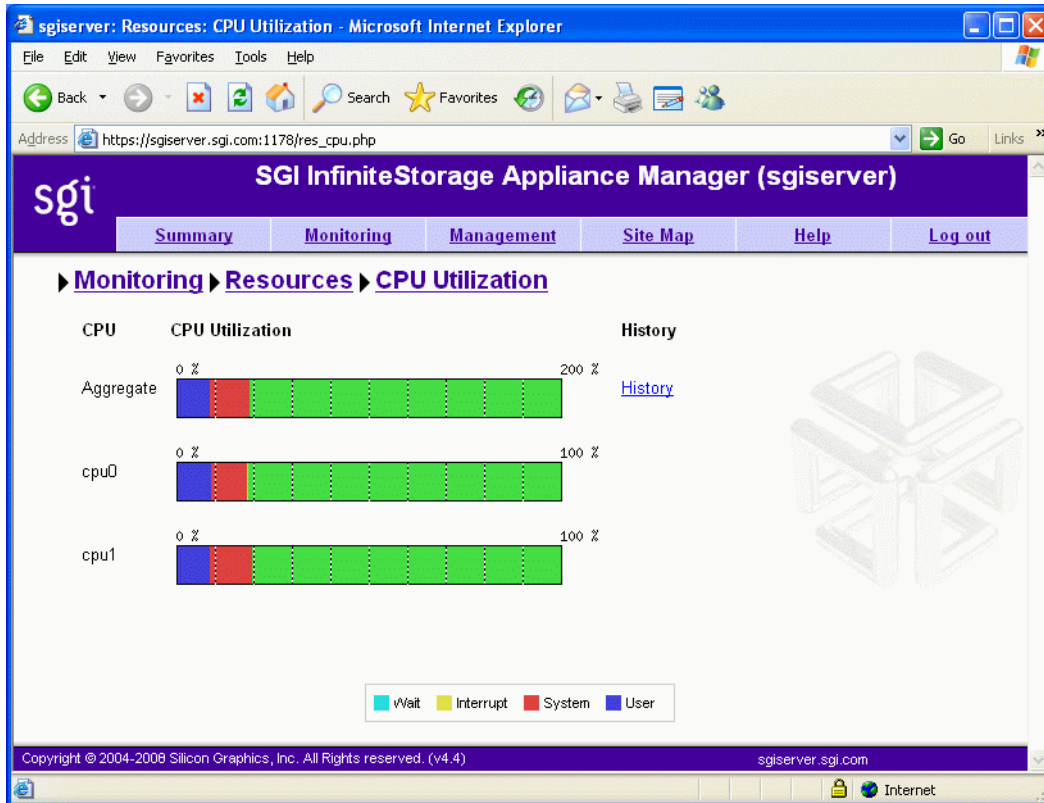 sgiserver: Resources: CPU Utilization - Microsoft Internet Explorer
File Edit View Favorites Tools Help
Back Search Favorites
Address https://sgiserver.sgi.com:1178/res_cpu.php Go Links »
sgi
SGI InfiniteStorage Appliance Manager (sgiserver)
Summary Monitoring Management Site Map Help Log out
Monitoring Resources CPU Utilization
CPU CPU Utilization History
0 % 200 %
Aggregate History
0 % 100 %
cpu0
0 % 100 %
cpu1
Wait Interrupt System User
Copyright © 2004-2008 Silicon Graphics, Inc. All Rights reserved. (v4.4) sgiserver.sgi.com
Internet